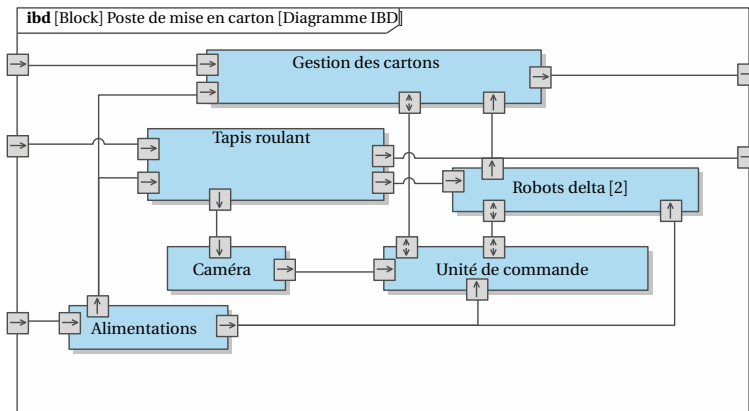 ibd [Block] Poste de mise en carton [Diagramme IBD]
Gestion des cartons
Tapis roulant
Robots delta [2]
Caméra
Unité de commande
Alimentations